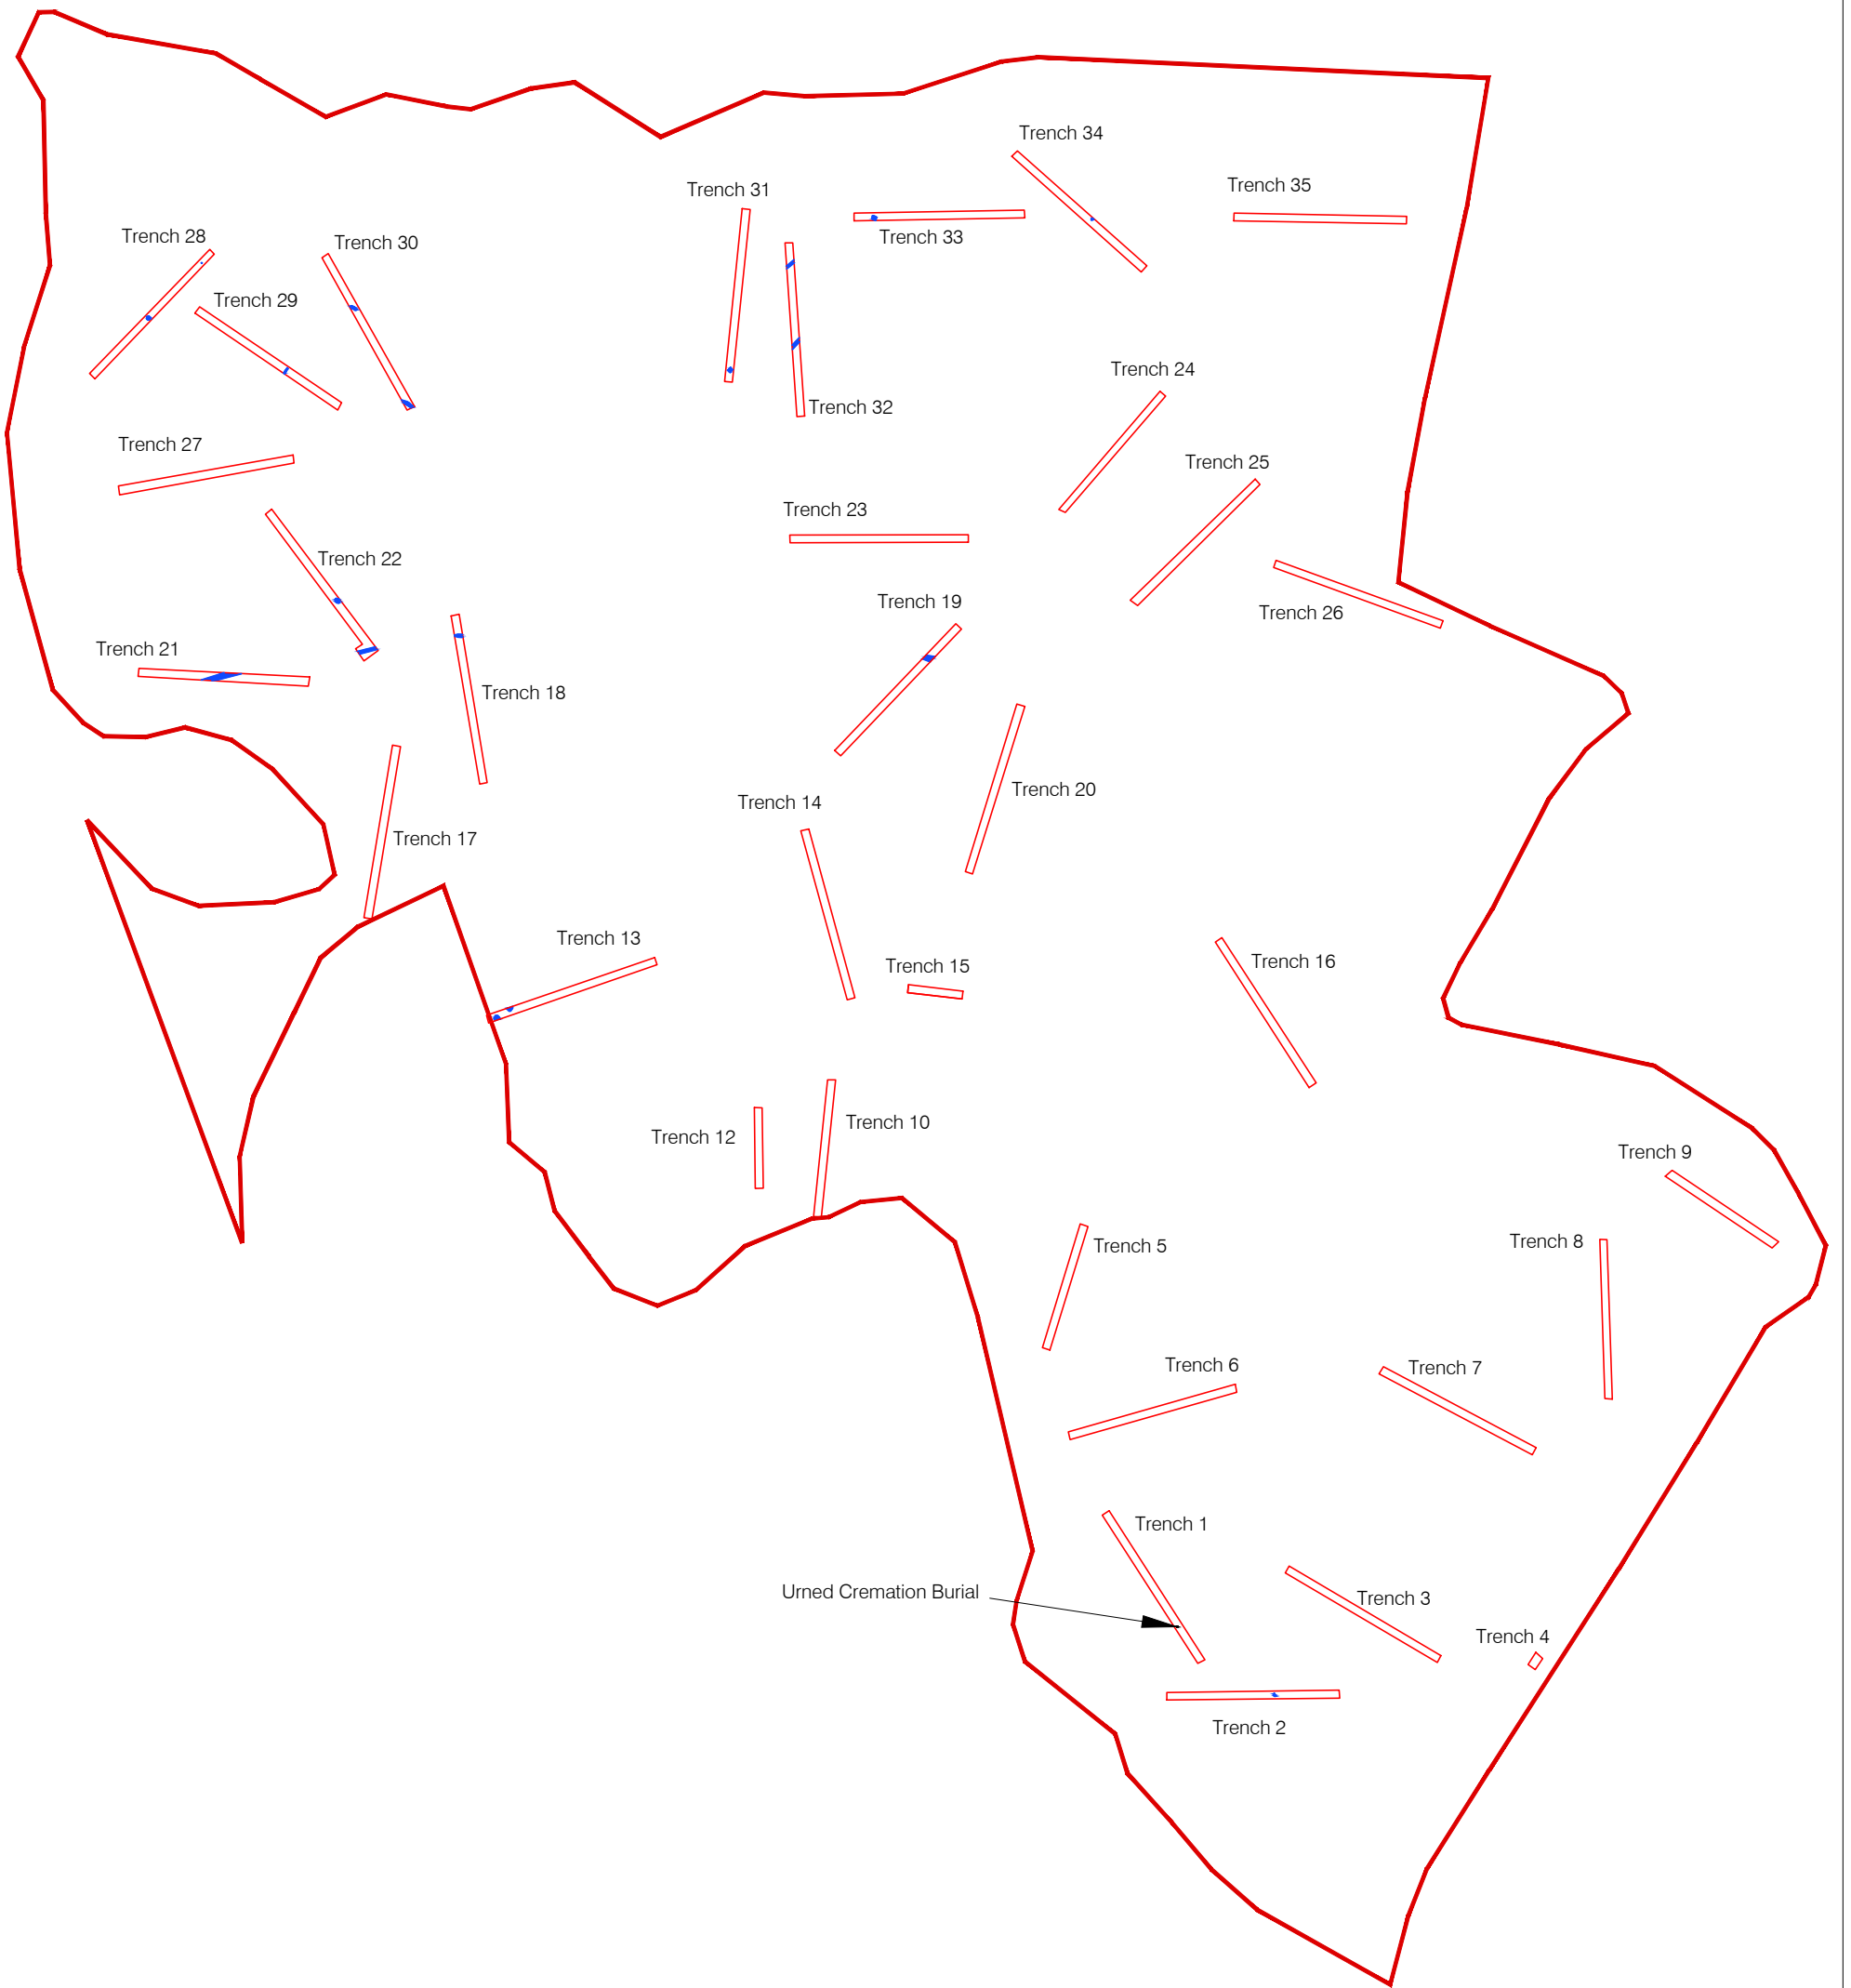 Trench 34
Trench 35
Trench 31
Trench 33
Trench 28
Trench 30
Trench 29
Trench 24
Trench 32
Trench 27
Trench 25
Trench 23
Trench 22
Trench 19
Trench 26
Trench 21
Trench 18
Trench 20
Trench 14
Trench 17
Trench 13
Trench 16
Trench 15
Trench 10
Trench 12
Trench 9
Trench 8
Trench 5
Trench 6
Trench 7
Trench 1
Urned Cremation Burial
Trench 3
Trench 4
Trench 2